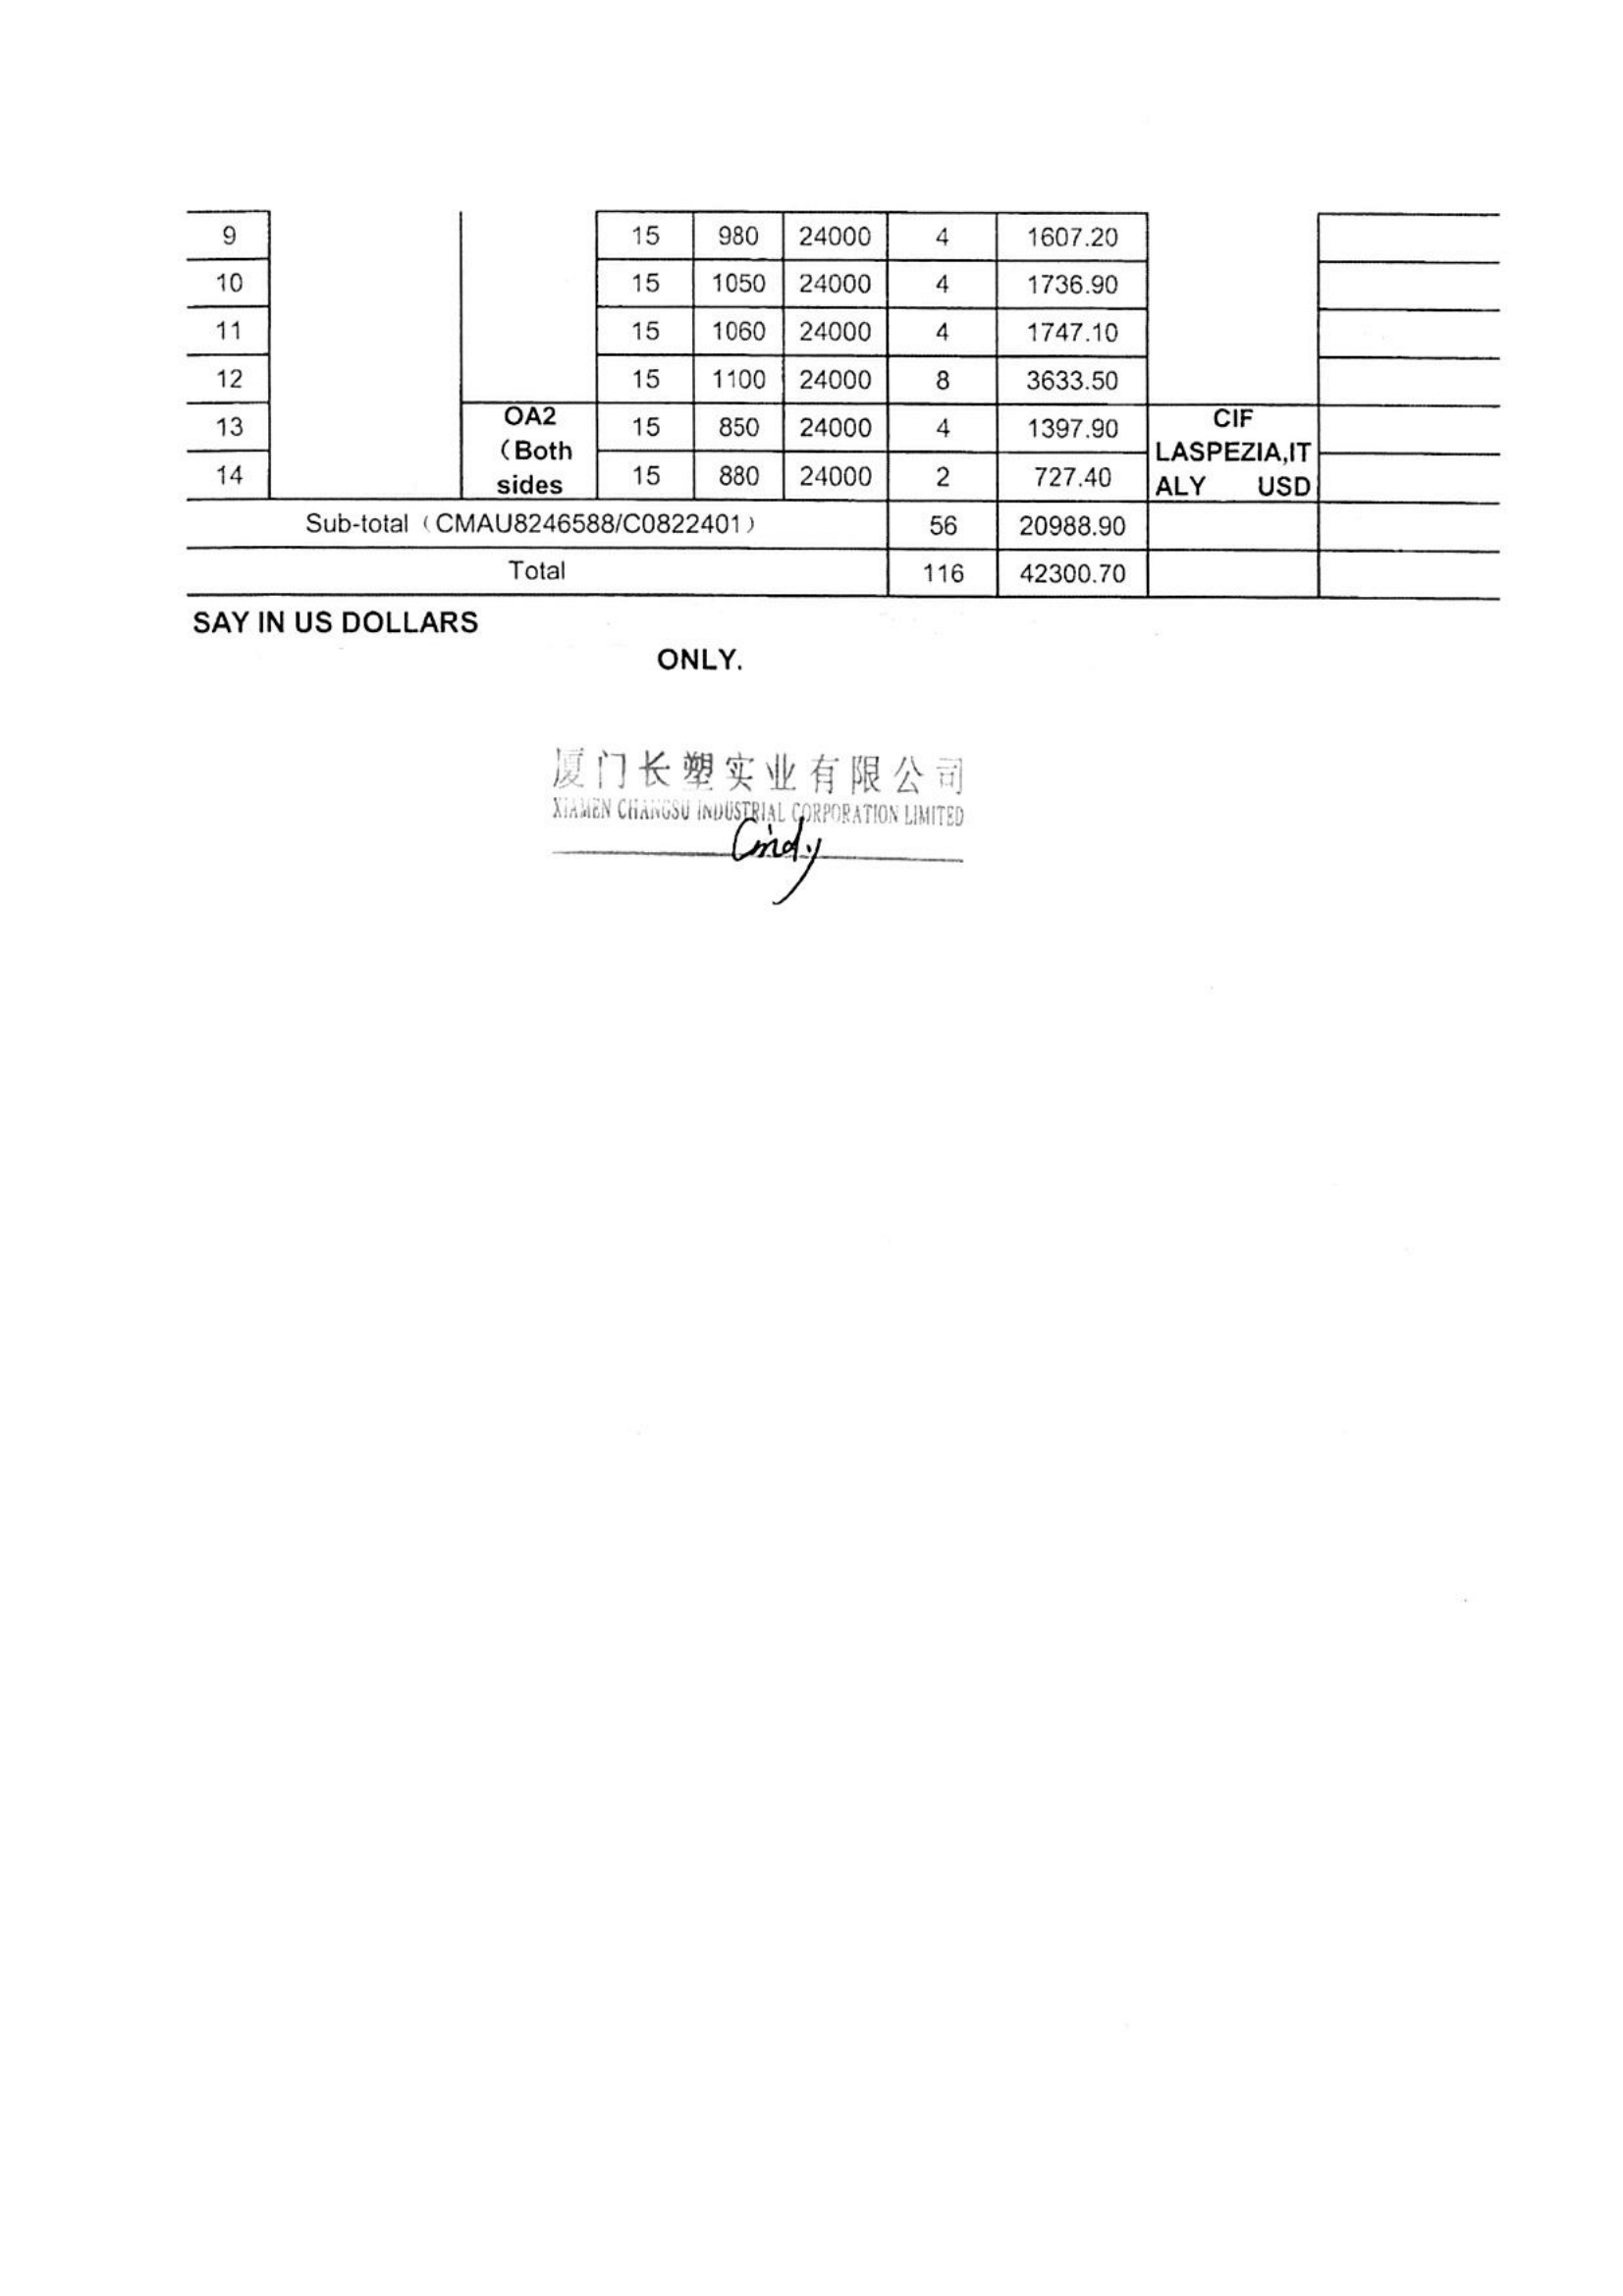 9 15 980 24000 4 1607.20
10 15 1050 24000 4 1736.90
11 15 1060 24000 4 1747.10
12 15 1100 24000 8 3633.50
OA2 CIF
13 15 850 24000 4 1397.90
（Both LASPEZIA,IT
14 15 880 24000 2 727.40
sides ALY USD
Sub-total（CMAU8246588/C0822401） 56 20988.90
Total 116 42300.70
SAY IN US DOLLARS
ONLY.
厦门长塑实业有限公司
XIAMEN CHANGSU INDUSTRIAL CORPORATION LIMITED
Cindy